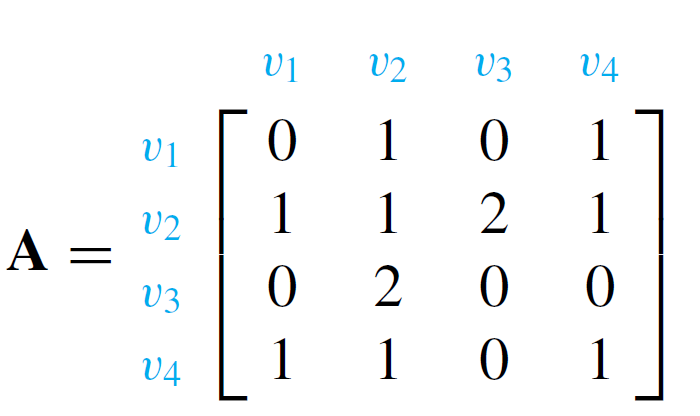 v₁ v₂ v₃ v₄
v₁ 0 1 0 1
v₂ 1 1 2 1
A =
v₃ 0 2 0 0
v₄ 1 1 0 1